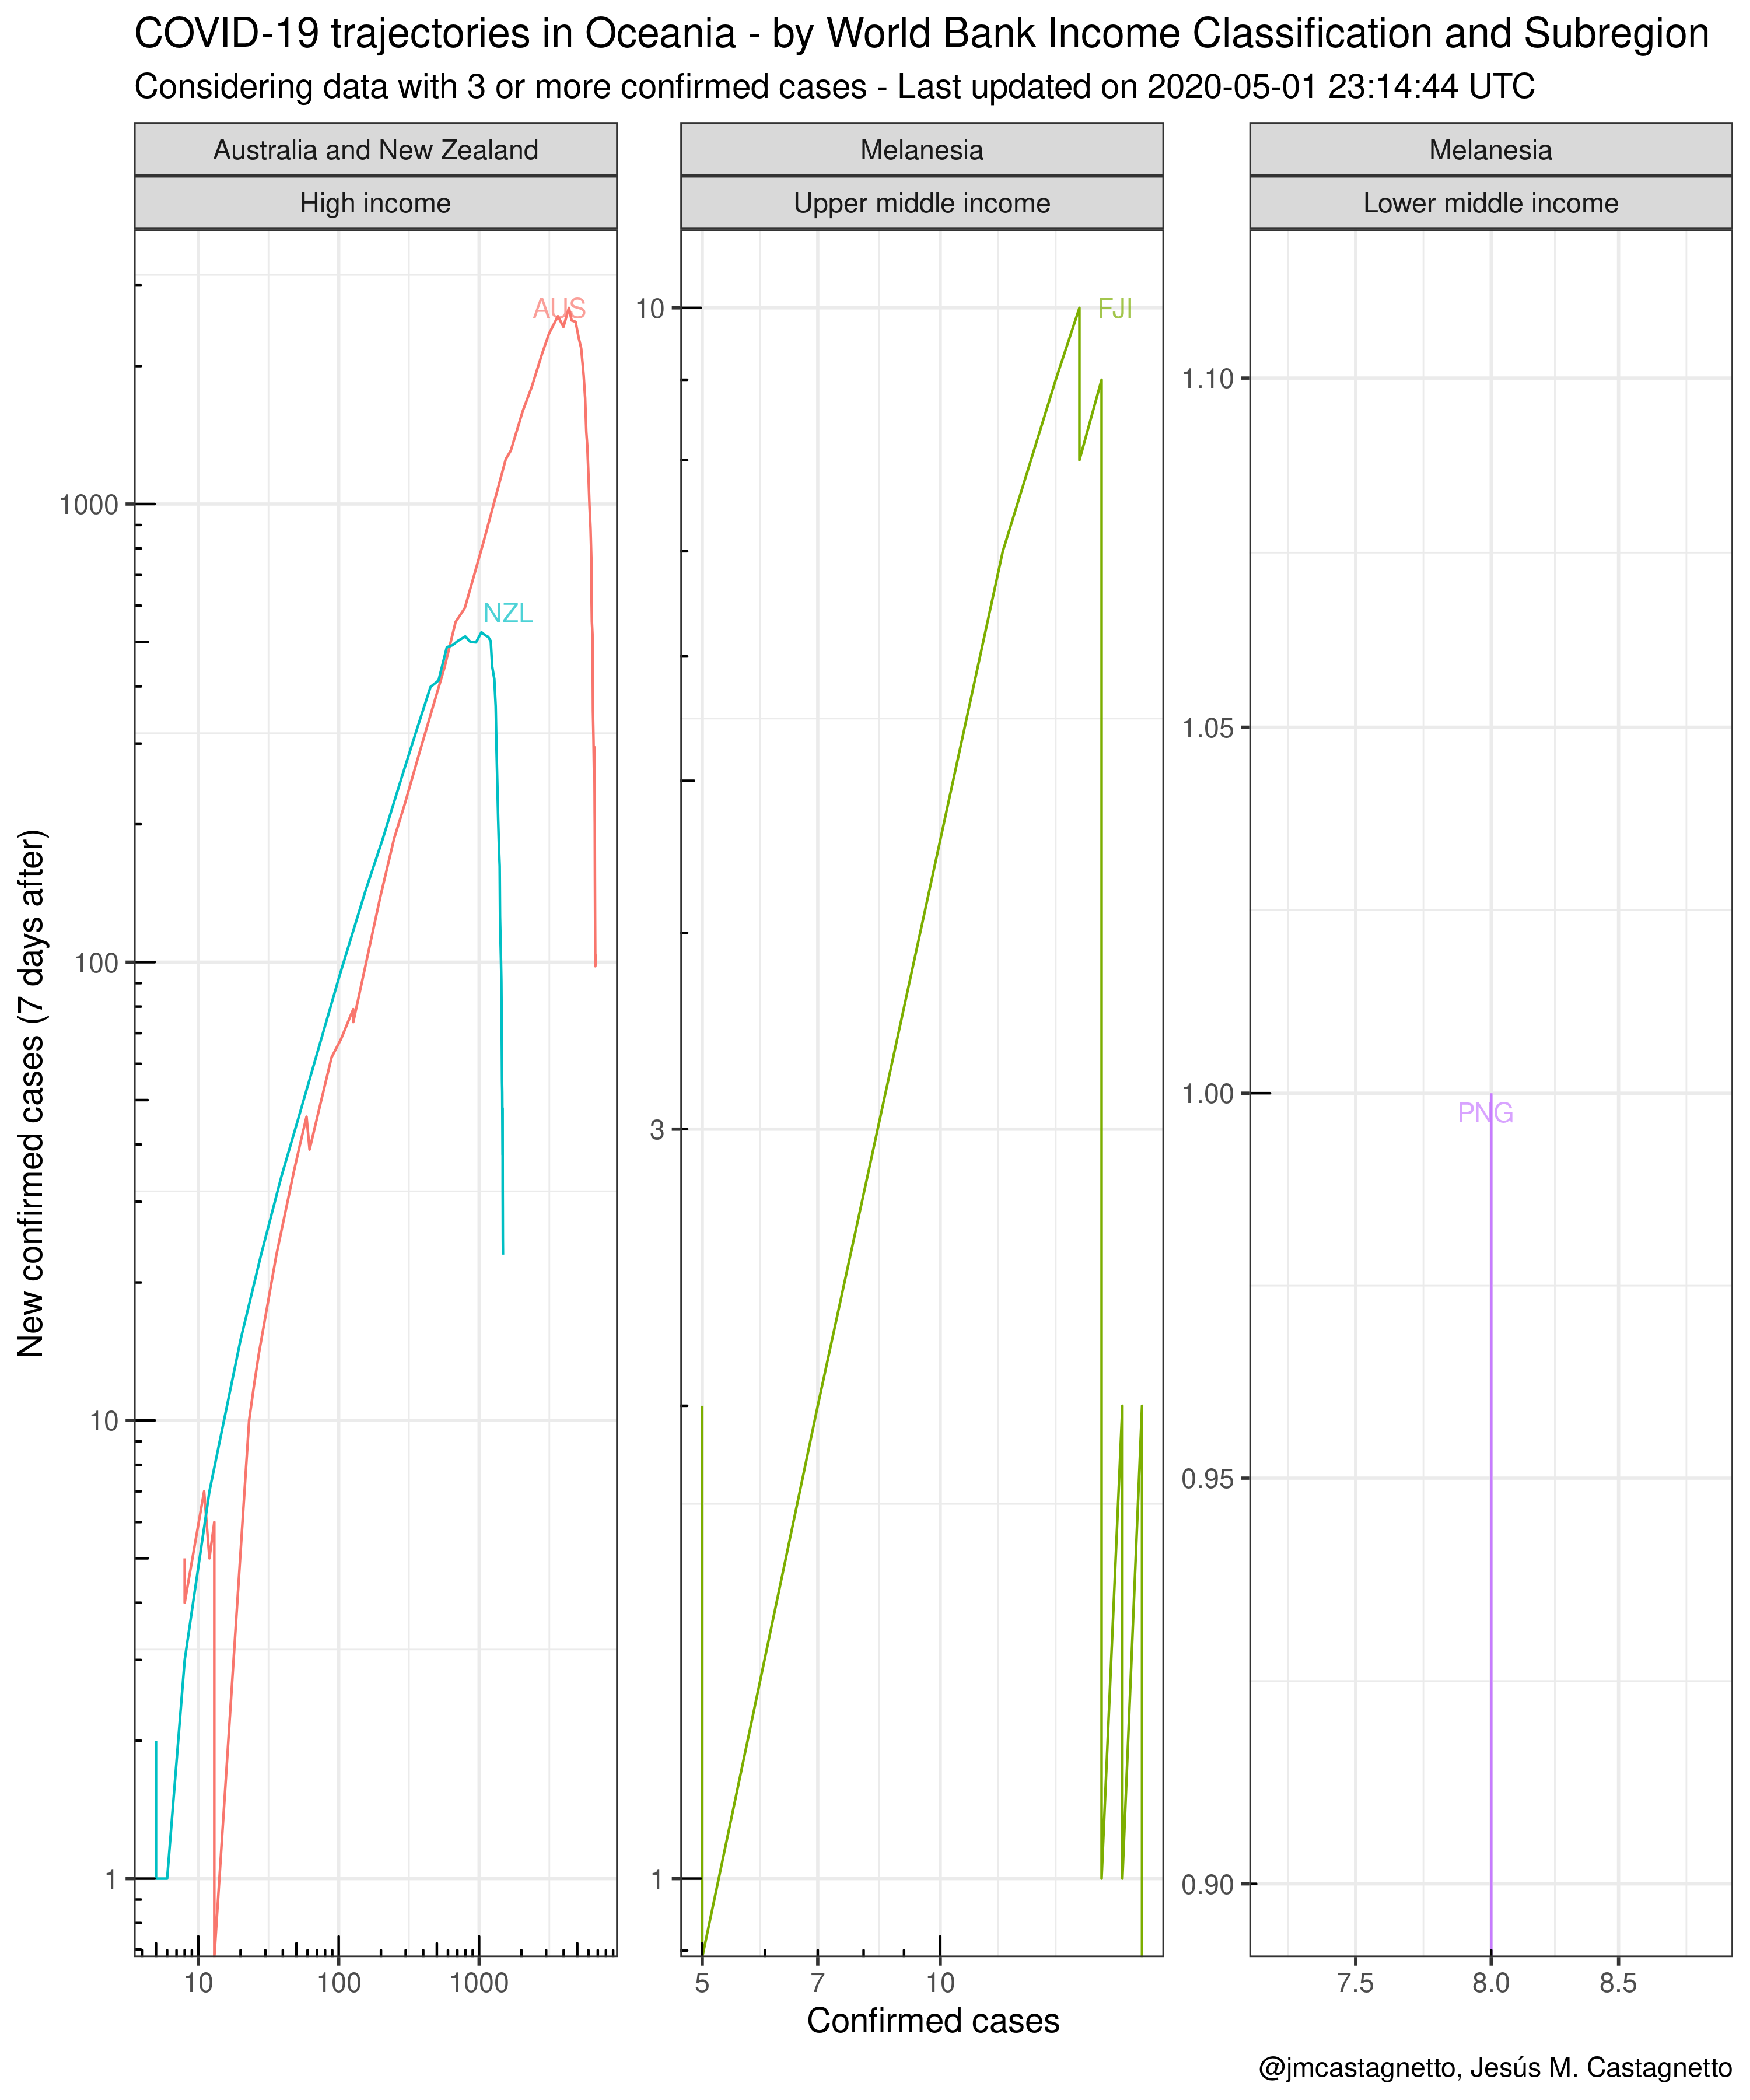 COVID-19 trajectories in Oceania - by World Bank Income Classification and Subregion
Considering data with 3 or more confirmed cases - Last updated on 2020-05-01 23:14:44 UTC
Australia and New Zealand
High income
Melanesia
Upper middle income
Melanesia
Lower middle income
New confirmed cases (7 days after)
1000
100
10
1
AUS
NZL
10
100
1000
10
3
1
FJI
5
7
10
1.10
1.05
1.00
0.95
0.90
PNG
7.5
8.0
8.5
Confirmed cases
@jmcastagnetto, Jesús M. Castagnetto